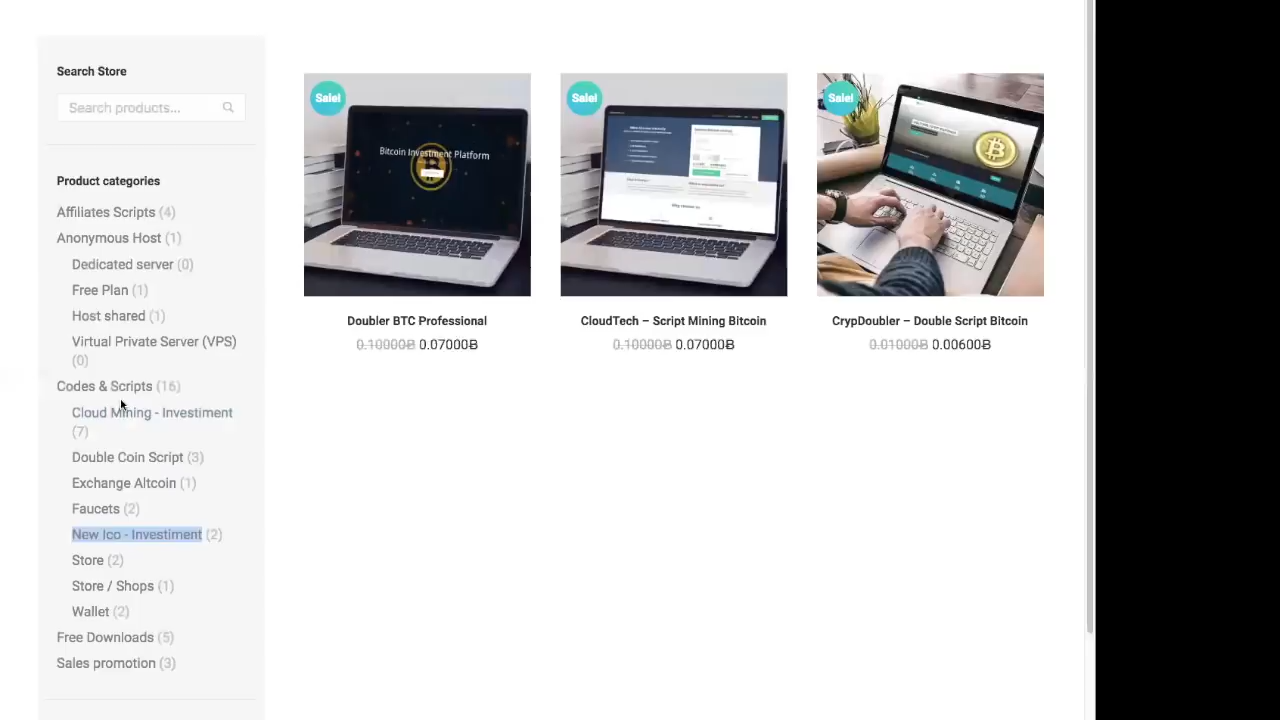 Search Store
Search products...
Product categories
Affiliates Scripts (4)
Anonymous Host (1)
Dedicated server (0)
Free Plan (1)
Host shared (1)
Virtual Private Server (VPS)
(0)
Codes & Scripts (16)
Cloud Mining - Investiment
(7)
Double Coin Script (3)
Exchange Altcoin (1)
Faucets (2)
New Ico - Investiment (2)
Store (2)
Store / Shops (1)
Wallet (2)
Free Downloads (5)
Sales promotion (3)
Sale!
Bitcoin Investment Platform
Doubler BTC Professional
0.10000Ƀ 0.07000Ƀ
Sale!
CloudTech – Script Mining Bitcoin
0.10000Ƀ 0.07000Ƀ
Sale!
CrypDoubler – Double Script Bitcoin
0.01000Ƀ 0.00600Ƀ